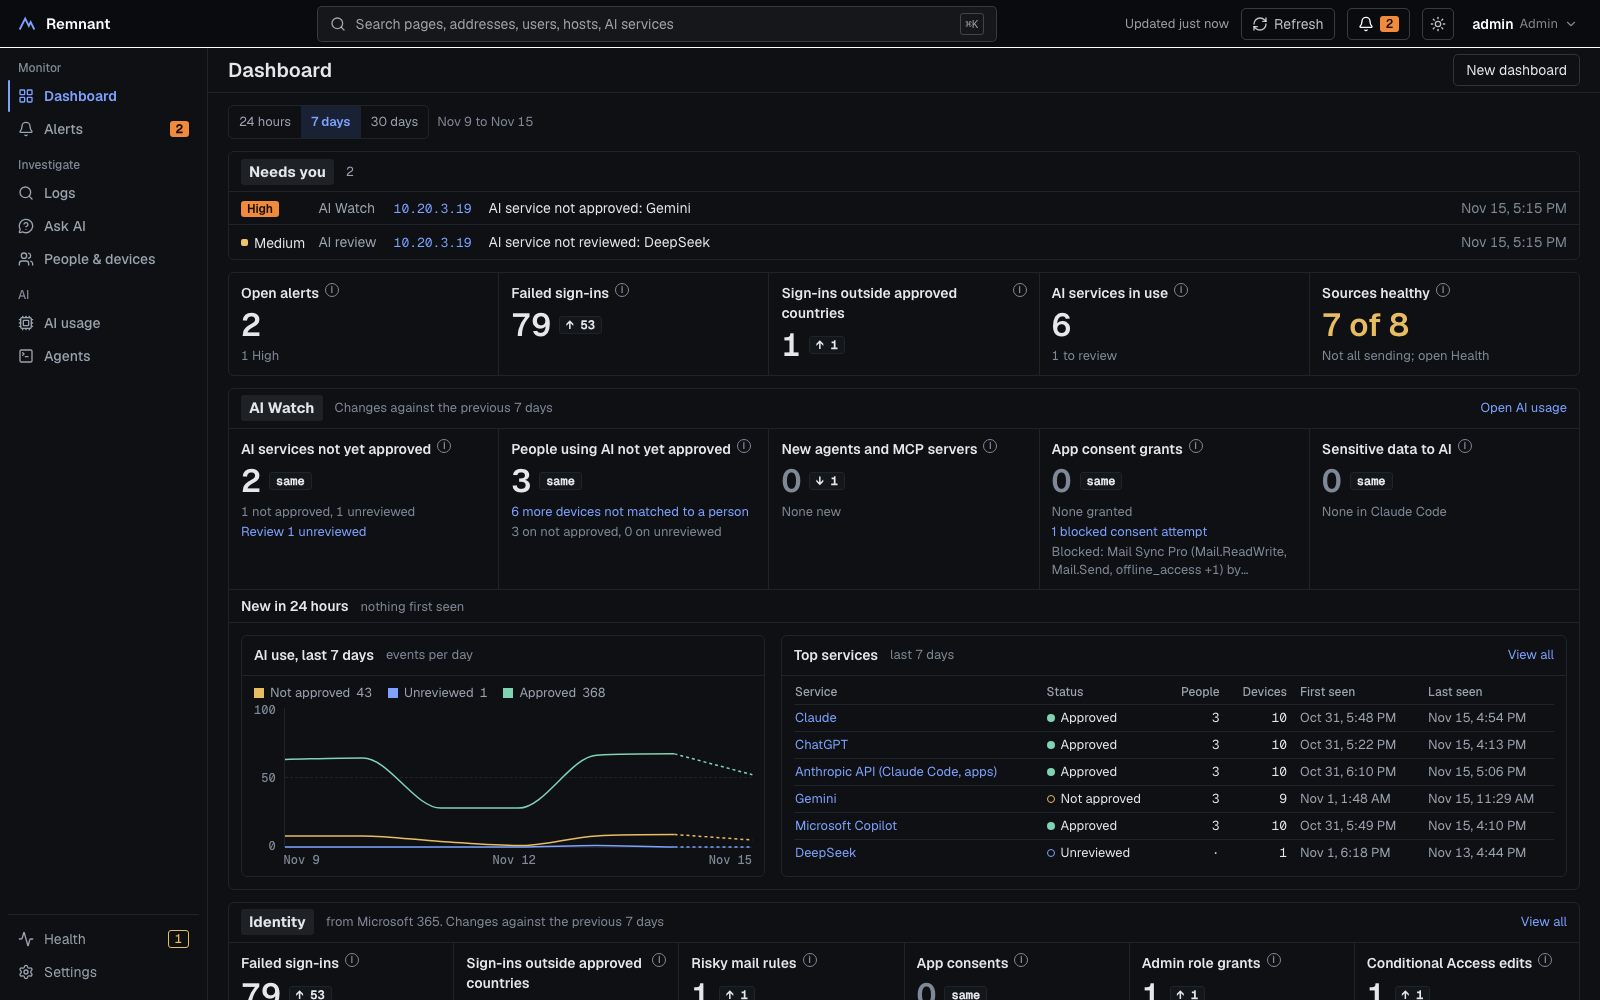 Remnant
Search pages, addresses, users, hosts, AI services
⌘K
Updated just now
Refresh
2
admin Admin
Monitor
Dashboard
Alerts 2
Investigate
Logs
Ask AI
People & devices
AI
AI usage
Agents
Health 1
Settings
Dashboard
New dashboard
24 hours 7 days 30 days Nov 9 to Nov 15
Needs you 2
High AI Watch 10.20.3.19 AI service not approved: Gemini Nov 15, 5:15 PM
Medium AI review 10.20.3.19 AI service not reviewed: DeepSeek Nov 15, 5:15 PM
Open alerts
2
1 High
Failed sign-ins
79 ↑ 53
Sign-ins outside approved
countries
1 ↑ 1
AI services in use
6
1 to review
Sources healthy
7 of 8
Not all sending; open Health
AI Watch Changes against the previous 7 days Open AI usage
AI services not yet approved
2 same
1 not approved, 1 unreviewed
Review 1 unreviewed
People using AI not yet approved
3 same
6 more devices not matched to a person
3 on not approved, 0 on unreviewed
New agents and MCP servers
0 ↓ 1
None new
App consent grants
0 same
None granted
1 blocked consent attempt
Blocked: Mail Sync Pro (Mail.ReadWrite,
Mail.Send, offline_access +1) by…
Sensitive data to AI
0 same
None in Claude Code
New in 24 hours nothing first seen
AI use, last 7 days events per day
Not approved 43 Unreviewed 1 Approved 368
100
50
0
Nov 9 Nov 12 Nov 15
Top services last 7 days View all
Service Status People Devices First seen Last seen
Claude Approved 3 10 Oct 31, 5:48 PM Nov 15, 4:54 PM
ChatGPT Approved 3 10 Oct 31, 5:22 PM Nov 15, 4:13 PM
Anthropic API (Claude Code, apps) Approved 3 10 Oct 31, 6:10 PM Nov 15, 5:06 PM
Gemini Not approved 3 9 Nov 1, 1:48 AM Nov 15, 11:29 AM
Microsoft Copilot Approved 3 10 Oct 31, 5:49 PM Nov 15, 4:10 PM
DeepSeek Unreviewed · 1 Nov 1, 6:18 PM Nov 13, 4:44 PM
Identity from Microsoft 365. Changes against the previous 7 days View all
Failed sign-ins
79 ↑ 53
Sign-ins outside approved
countries
Risky mail rules
1 ↑ 1
App consents
0 same
Admin role grants
1 ↑ 1
Conditional Access edits
1 ↑ 1